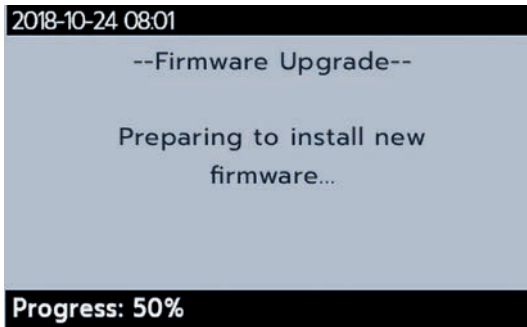 2018-10-24 08:01
--Firmware Upgrade--
Preparing to install new
firmware...
Progress: 50%